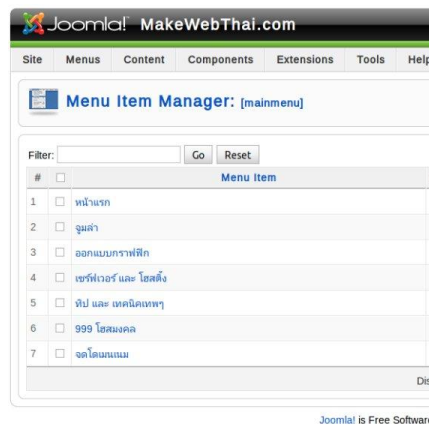 Joomla! MakeWebThai.com
Site Menus Content Components Extensions Tools Help
Menu Item Manager: [mainmenu]
Filter: Go Reset
# Menu Item
1 หน้าแรก
2 จูมล่า
3 ออกแบบกราฟฟิก
4 เซร์ฟเวอร์ และ โฮสติ้ง
5 ทิป และ เทคนิคเทพๆ
6 999 โฮสมงคล
7 จดโดเมนเนม
Dis
Joomla! is Free Software